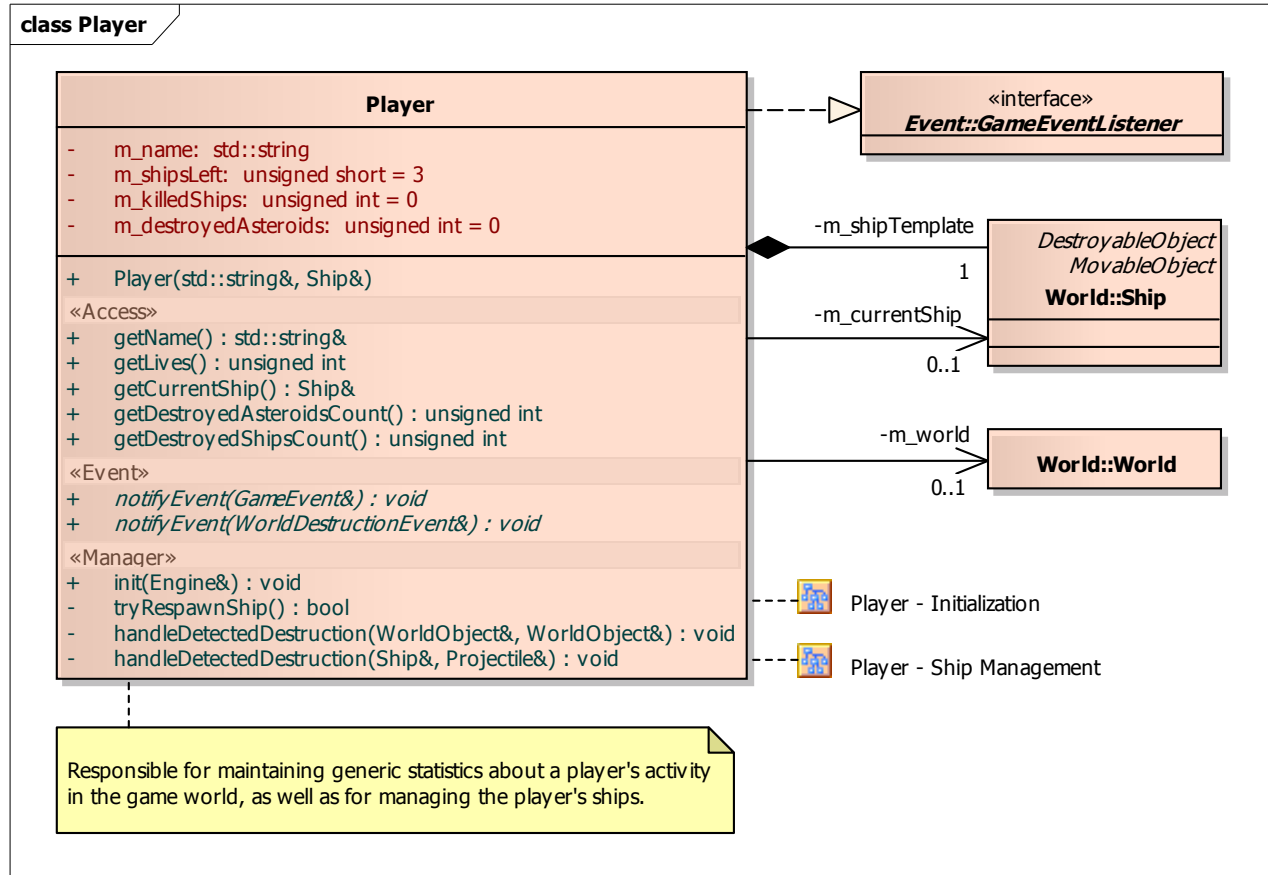 class Player
Player
- m_name: std::string
- m_shipsLeft: unsigned short = 3
- m_killedShips: unsigned int = 0
- m_destroyedAsteroids: unsigned int = 0
+ Player(std::string&, Ship&)
«Access»
+ getName() : std::string&
+ getLives() : unsigned int
+ getCurrentShip() : Ship&
+ getDestroyedAsteroidsCount() : unsigned int
+ getDestroyedShipsCount() : unsigned int
«Event»
+ notifyEvent(GameEvent&) : void
+ notifyEvent(WorldDestructionEvent&) : void
«Manager»
+ init(Engine&) : void
- tryRespawnShip() : bool
- handleDetectedDestruction(WorldObject&, WorldObject&) : void
- handleDetectedDestruction(Ship&, Projectile&) : void
«interface»
Event::GameEventListener
-m_shipTemplate
1
DestroyableObject
MovableObject
World::Ship
-m_currentShip
0..1
-m_world
0..1
World::World
Player - Initialization
Player - Ship Management
Responsible for maintaining generic statistics about a player's activity
in the game world, as well as for managing the player's ships.